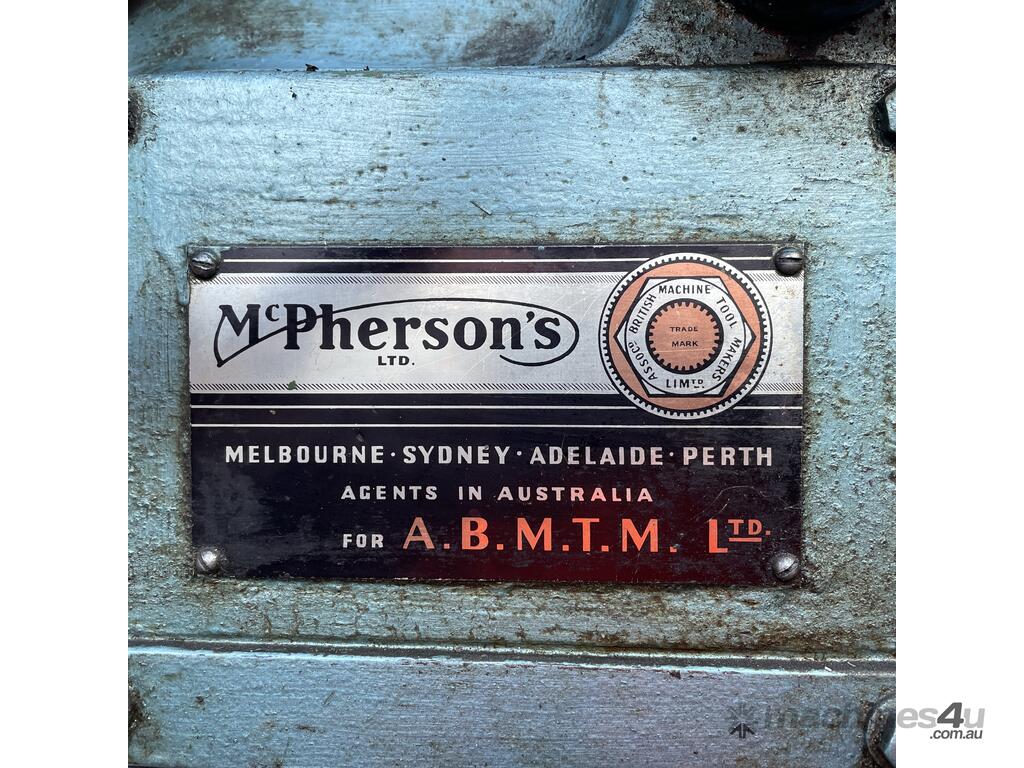 McPherson's
LTD.
ASSOCD BRITISH MACHINE TOOL MAKERS
LIMTD
TRADE
MARK
MELBOURNE · SYDNEY · ADELAIDE · PERTH
AGENTS IN AUSTRALIA
FOR A.B.M.T.M. LTD.
machines4u
.com.au